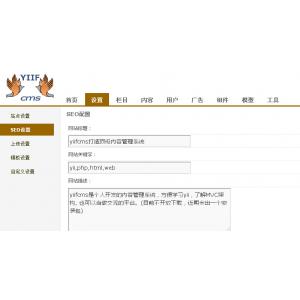 YIIF
cms
首页 设置 栏目 内容 用户 广告 组件 模型 工具
站点设置
SEO设置
上传设置
模板设置
自定义设置
SEO配置
网站标题:
yiifcms打造顶级内容管理系统
网站关键字:
yii,php,html,web
网站描述:
yiifcms是个人开发的内容管理系统,方便学习yii,了解MVC架
构,也可以当做交流的平台。(目前不开放下载,近期会出一个安
装包)